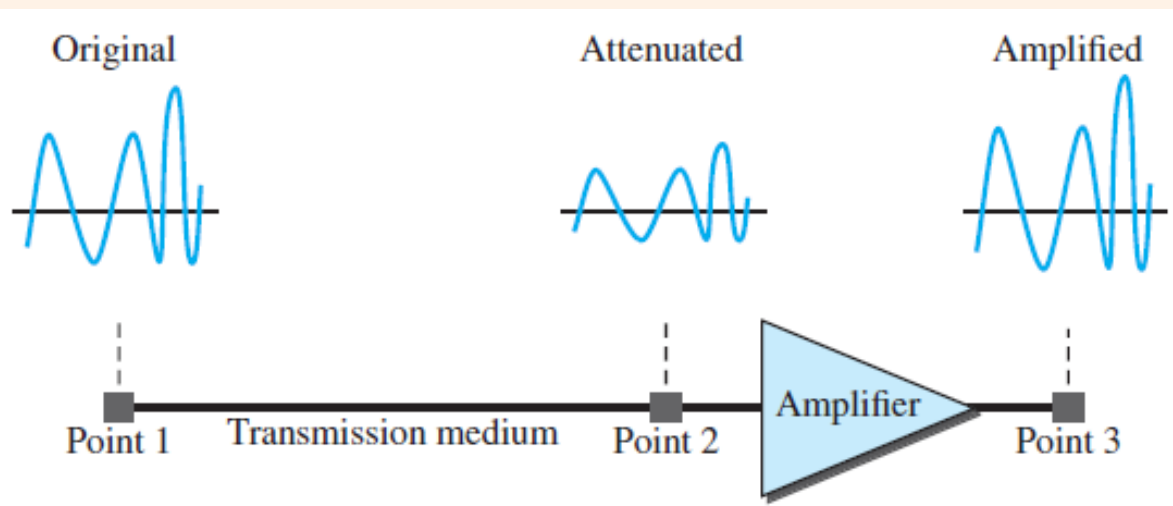 Original Attenuated Amplified
Amplifier
Transmission medium
Point 1 Point 2 Point 3